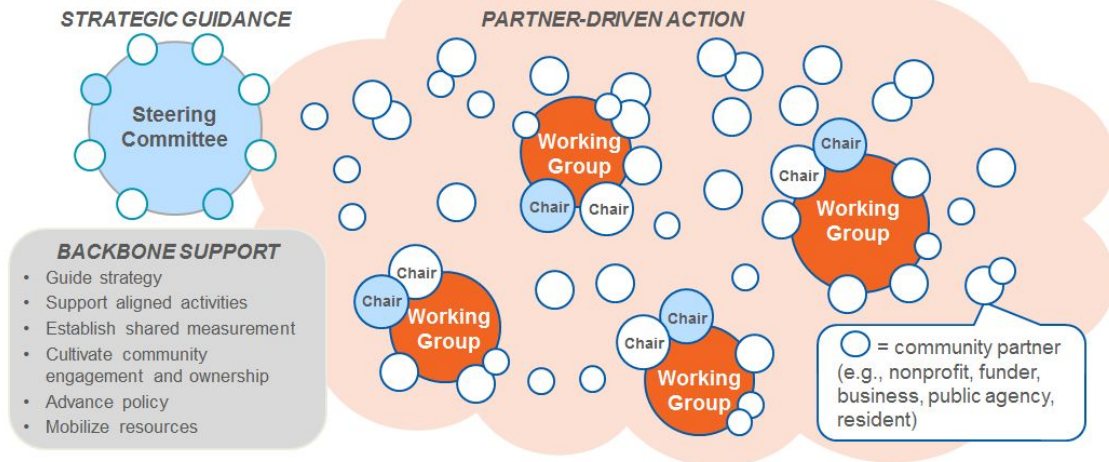 STRATEGIC GUIDANCE
Steering
Committee
BACKBONE SUPPORT
• Guide strategy
• Support aligned activities
• Establish shared measurement
• Cultivate community
engagement and ownership
• Advance policy
• Mobilize resources
PARTNER-DRIVEN ACTION
Working
Group
Chair
Chair
Chair
Chair
Working
Group
Chair
Chair
Working
Group
Chair
Chair
Working
Group
= community partner
(e.g., nonprofit, funder,
business, public agency,
resident)